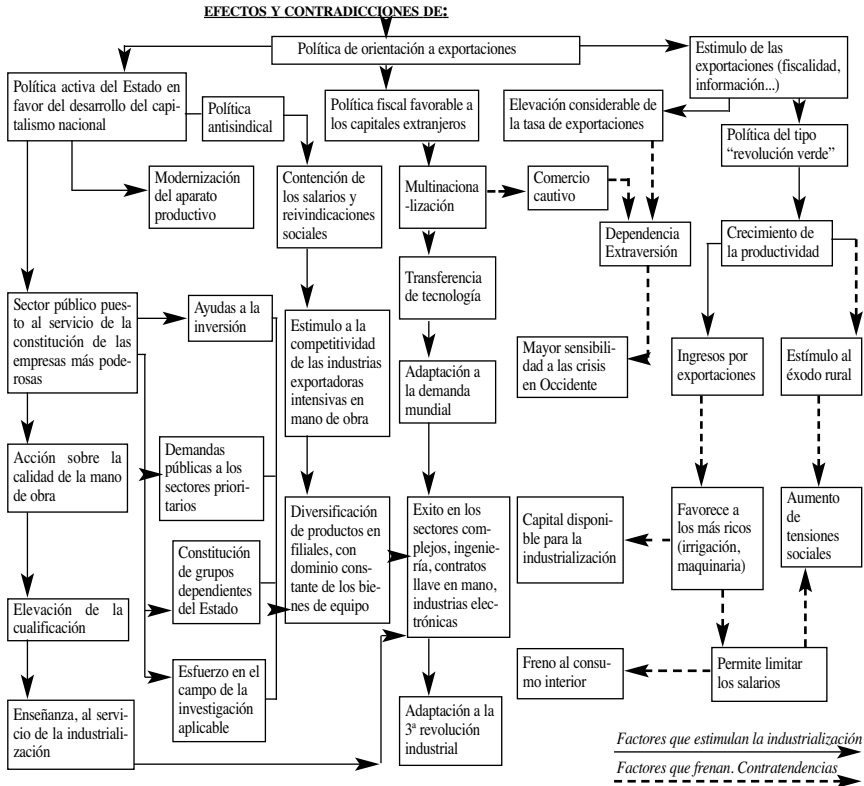 EFECTOS Y CONTRADICCIONES DE:
Política de orientación a exportaciones
Estimulo de las
exportaciones (fiscalidad,
información...)
Política activa del Estado en
favor del desarrollo del capi-
talismo nacional
Política
antisindical
Política fiscal favorable a
los capitales extranjeros
Elevación considerable de
la tasa de exportaciones
Política del tipo
“revolución verde”
Modernización
del aparato
productivo
Contención de
los salarios y
reivindicaciones
sociales
Multinaciona
-lización
Comercio
cautivo
Dependencia
Extraversión
Crecimiento de
la productividad
Transferencia
de tecnología
Sector público pues-
to al servicio de la
constitución de las
empresas más pode-
rosas
Ayudas a la
inversión
Estimulo a la
competitividad
de las industrias
exportadoras
intensivas en
mano de obra
Adaptación a
la demanda
mundial
Mayor sensibili-
dad a las crisis
en Occidente
Ingresos por
exportaciones
Estímulo al
éxodo rural
Acción sobre la
calidad de la mano
de obra
Demandas
públicas a los
sectores priori-
tarios
Diversificación
de productos en
filiales, con
dominio constan-
te de los bie-
nes de equipo
Exito en los
sectores com-
plejos, ingenie-
ría, contratos
llave en mano,
industrias elec-
trónicas
Capital disponi-
ble para la
industrialización
Favorece a
los más ricos
(irrigación,
maquinaria)
Aumento
de
tensiones
sociales
Constitución
de grupos
dependientes
del Estado
Elevación de la
cualificación
Esfuerzo en el
campo de la
investigación
aplicable
Freno al consu-
mo interior
Permite limitar
los salarios
Enseñanza, al servi-
cio de la industriali-
zación
Adaptación a la
3ª revolución
industrial
Factores que estimulan la industrialización
Factores que frenan. Contratendencias